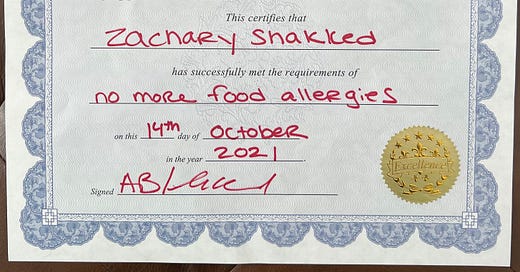 This certifies that
Zachary Shakked
has successfully met the requirements of
no more food allergies
on this 14th day of October
in the year 2021.
Signed
Excellence